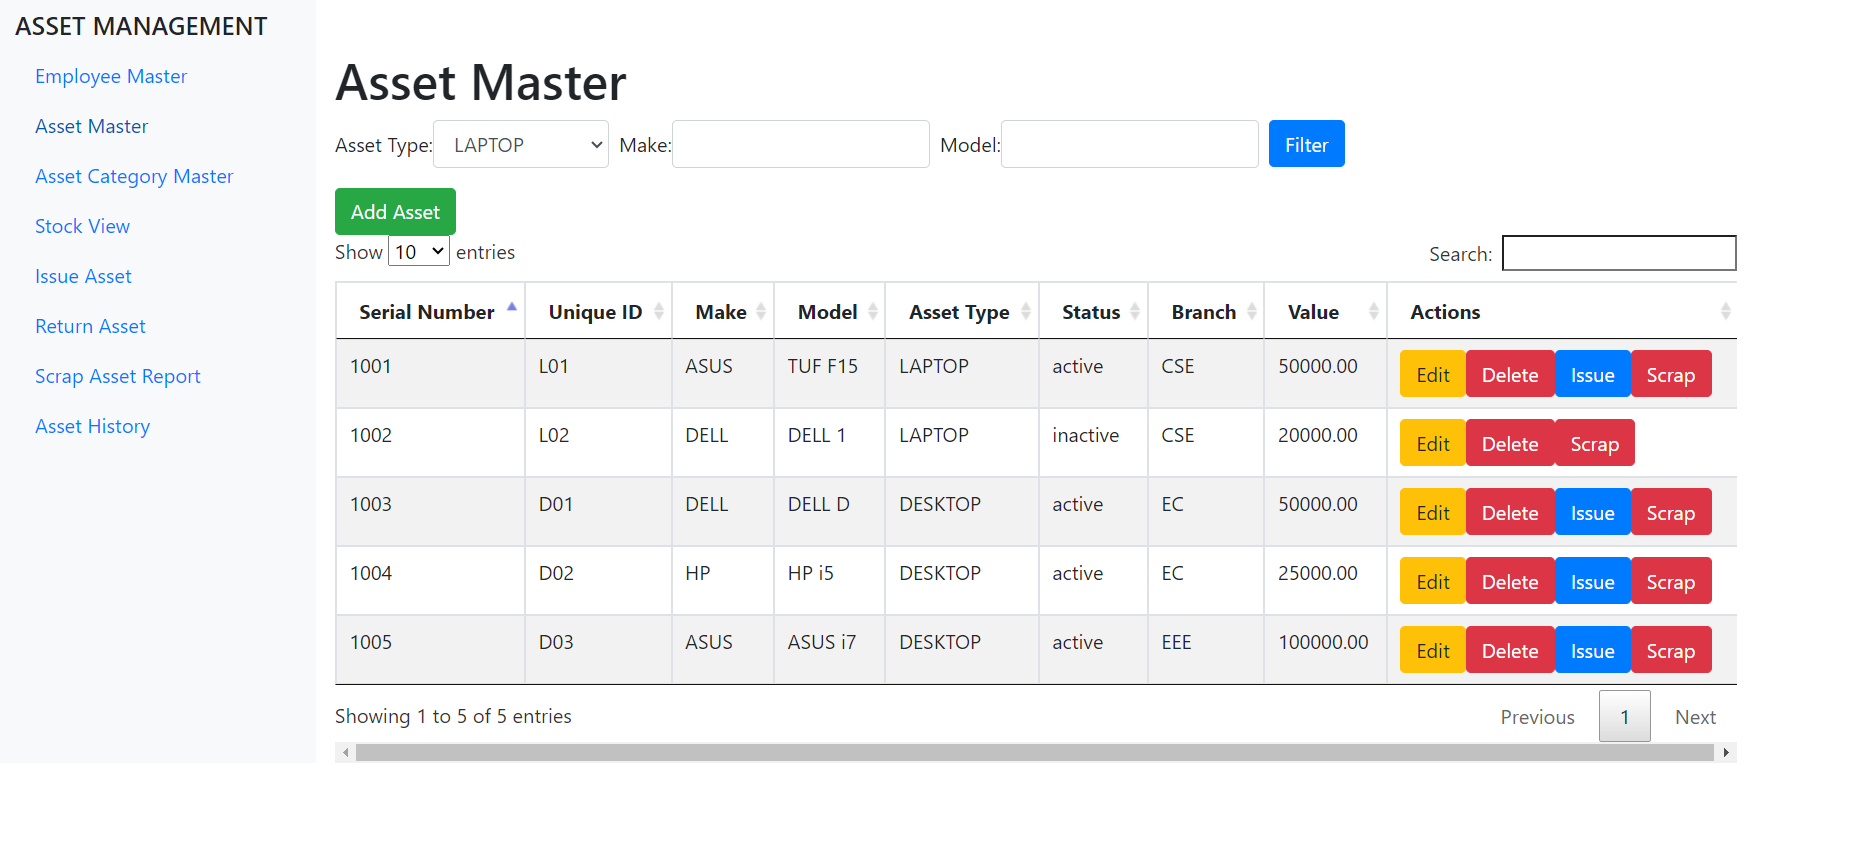 ASSET MANAGEMENT
Employee Master
Asset Master
Asset Category Master
Stock View
Issue Asset
Return Asset
Scrap Asset Report
Asset History
Asset Master
Asset Type: LAPTOP Make: Model: Filter
Add Asset
Show 10 entries Search:
Serial Number Unique ID Make Model Asset Type Status Branch Value Actions
1001 L01 ASUS TUF F15 LAPTOP active CSE 50000.00 Edit Delete Issue Scrap
1002 L02 DELL DELL 1 LAPTOP inactive CSE 20000.00 Edit Delete Scrap
1003 D01 DELL DELL D DESKTOP active EC 50000.00 Edit Delete Issue Scrap
1004 D02 HP HP i5 DESKTOP active EC 25000.00 Edit Delete Issue Scrap
1005 D03 ASUS ASUS i7 DESKTOP active EEE 100000.00 Edit Delete Issue Scrap
Showing 1 to 5 of 5 entries Previous 1 Next